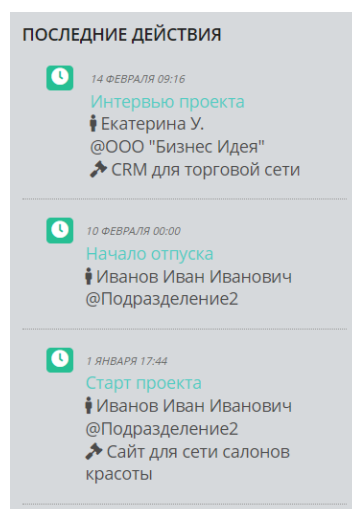 ПОСЛЕДНИЕ ДЕЙСТВИЯ
14 ФЕВРАЛЯ 09:16
Интервью проекта
Екатерина У.
@ООО "Бизнес Идея"
CRM для торговой сети
10 ФЕВРАЛЯ 00:00
Начало отпуска
Иванов Иван Иванович
@Подразделение2
1 ЯНВАРЯ 17:44
Старт проекта
Иванов Иван Иванович
@Подразделение2
Сайт для сети салонов
красоты